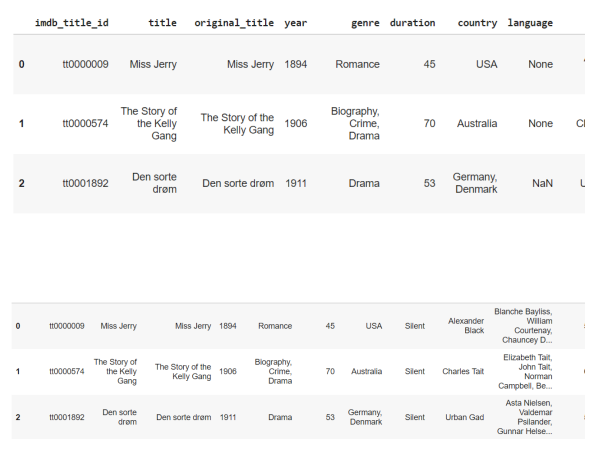 imdb_title_id title original_title year genre duration country language
0 tt0000009 Miss Jerry Miss Jerry 1894 Romance 45 USA None
1 tt0000574 The Story of the Kelly Gang The Story of the Kelly Gang 1906 Biography, Crime, Drama 70 Australia None
2 tt0001892 Den sorte drøm Den sorte drøm 1911 Drama 53 Germany, Denmark NaN
0 tt0000009 Miss Jerry Miss Jerry 1894 Romance 45 USA Silent Alexander Black Blanche Bayliss, William Courtenay, Chauncey D...
1 tt0000574 The Story of the Kelly Gang The Story of the Kelly Gang 1906 Biography, Crime, Drama 70 Australia Silent Charles Tait Elizabeth Tait, John Tait, Norman Campbell, Be...
2 tt0001892 Den sorte drøm Den sorte drøm 1911 Drama 53 Germany, Denmark Silent Urban Gad Asta Nielsen, Valdemar Psilander, Gunnar Helse...